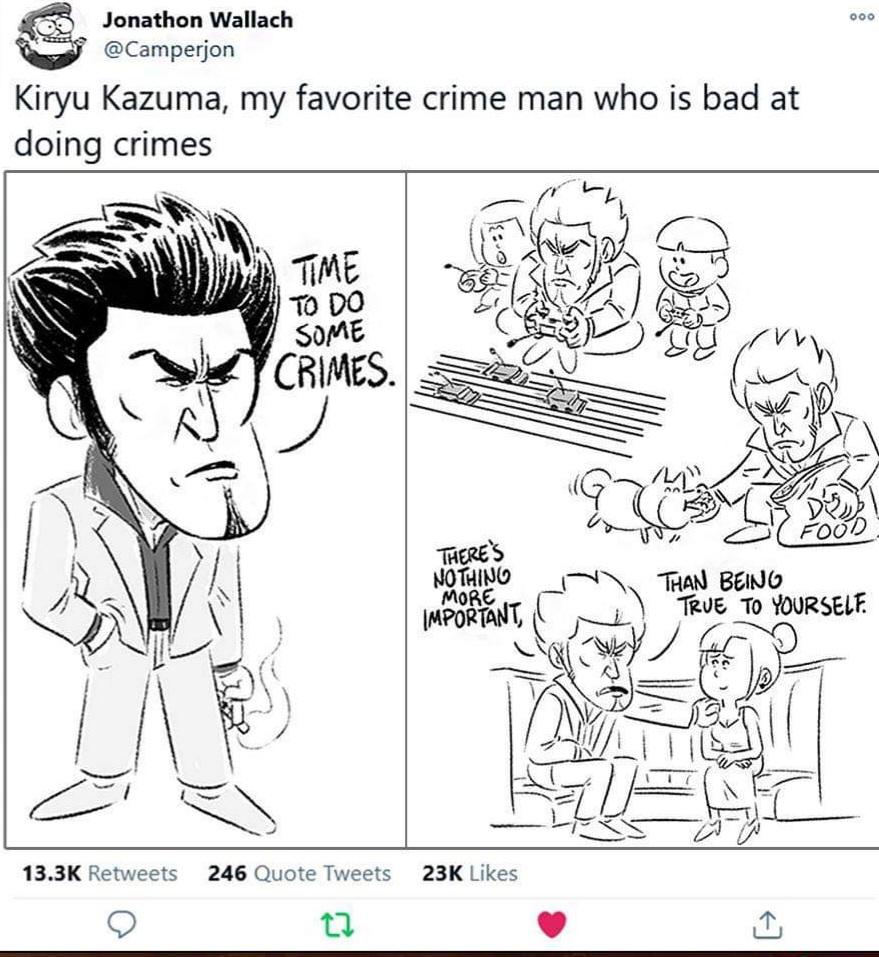 Jonathon Wallach
@Camperjon
Kiryu Kazuma, my favorite crime man who is bad at
doing crimes
TIME
TO DO
SOME
CRIMES.
DOG
FOOD
THERE'S
NOTHING
MORE
IMPORTANT,
THAN BEING
TRUE TO YOURSELF.
13.3K Retweets 246 Quote Tweets 23K Likes